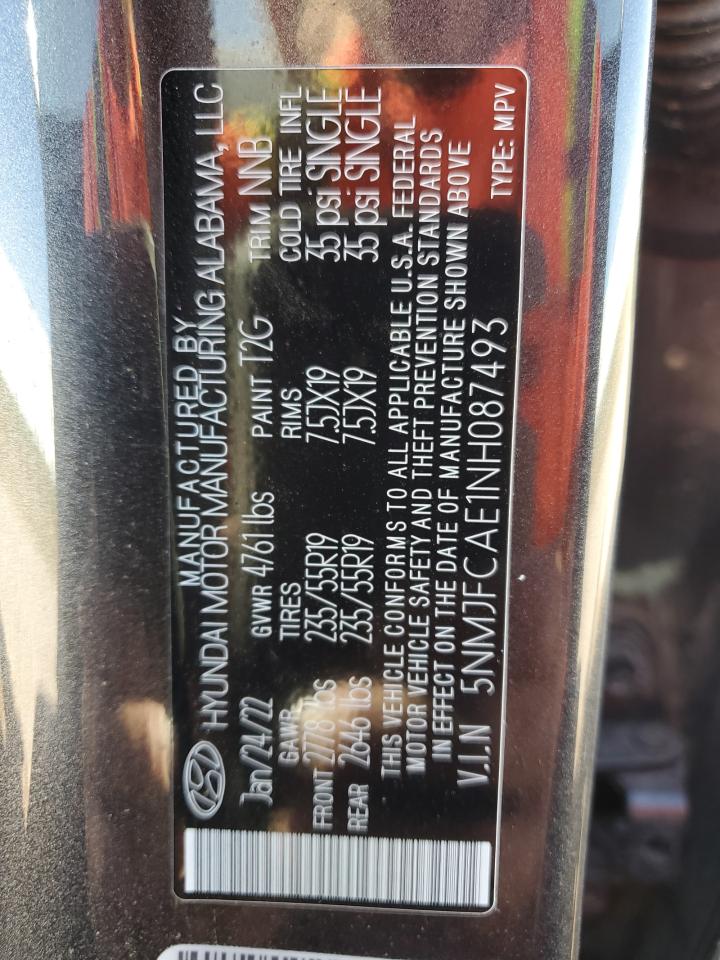 MANUFACTURED BY
HYUNDAI MOTOR MANUFACTURING ALABAMA, LLC
Jan/24/22 GVWR 4761 lbs PAINT T2G TRIM NNB
GAWR TIRES RIMS COLD TIRE INFL
FRONT 2778 lbs 235/55R19 7.5JX19 35 psi SINGLE
REAR 2646 lbs 235/55R19 7.5JX19 35 psi SINGLE
THIS VEHICLE CONFORMS TO ALL APPLICABLE U.S.A. FEDERAL
MOTOR VEHICLE SAFETY AND THEFT PREVENTION STANDARDS
IN EFFECT ON THE DATE OF MANUFACTURE SHOWN ABOVE
V.I.N 5NMJFCAE1NH087493 TYPE: MPV